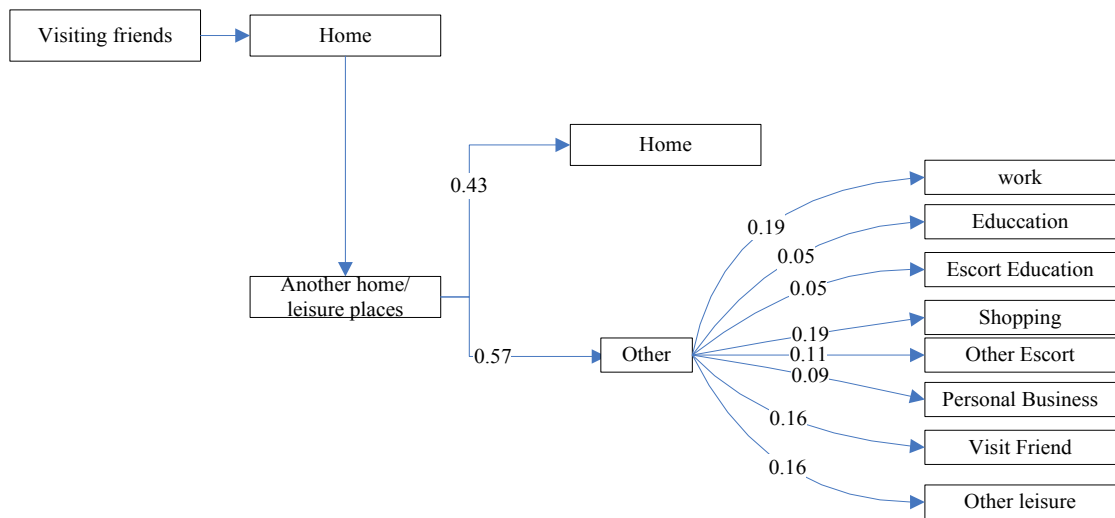 Visiting friends
Home
Home
0.43
work
0.19
Educcation
0.05
Escort Education
0.05
Another home/
leisure places
Shopping
0.19
0.57
Other
0.11
Other Escort
0.09
Personal Business
0.16
Visit Friend
0.16
Other leisure